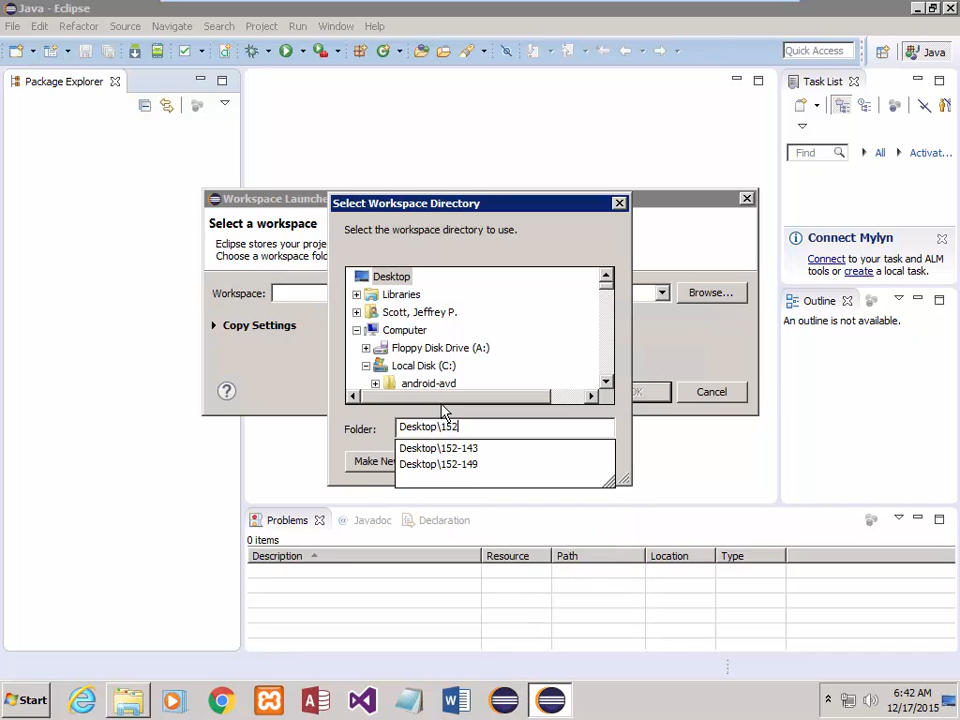 Java - Eclipse
File Edit Refactor Source Navigate Search Project Run Window Help
Quick Access
Java
Package Explorer
Task List
Find
All
Activat...
Workspace Launche
Select a workspace
Eclipse stores your proje
Choose a workspace fol
Workspace:
Browse...
Copy Settings
Cancel
Select Workspace Directory
Select the workspace directory to use.
Desktop
Libraries
Scott, Jeffrey P.
Computer
Floppy Disk Drive (A:)
Local Disk (C:)
android-avd
Folder:
Desktop\152
Desktop\152-143
Desktop\152-149
Make Ne
OK
Connect Mylyn
Connect to your task and ALM
tools or create a local task.
Outline
An outline is not available.
Problems
@ Javadoc
Declaration
0 items
Description Resource Path Location Type
Start
6:42 AM
12/17/2015